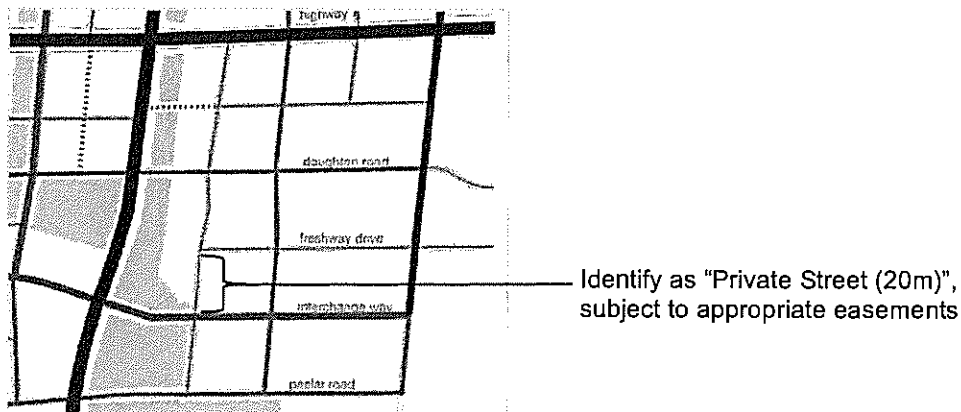 highway 7
doughton road
freshway drive
Identify as "Private Street (20m)",
subject to appropriate easements
interchange way
peelar road